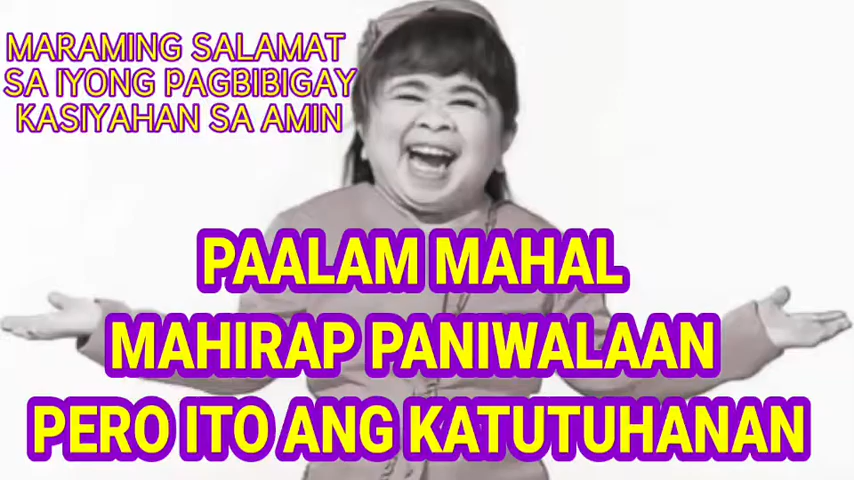 MARAMING SALAMAT
SA IYONG PAGBIBIGAY
KASIYAHAN SA AMIN
PAALAM MAHAL
MAHIRAP PANIWALAAN
PERO ITO ANG KATUTUHANAN